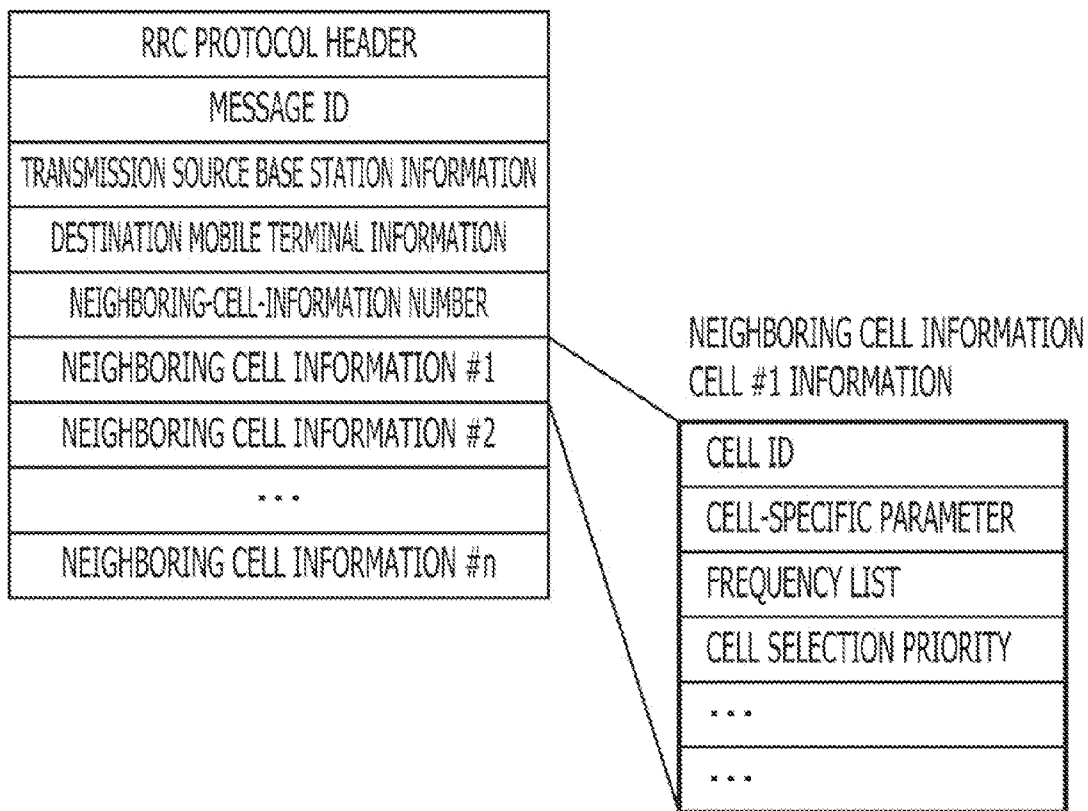 RRC PROTOCOL HEADER
MESSAGE ID
TRANSMISSION SOURCE BASE STATION INFORMATION
DESTINATION MOBILE TERMINAL INFORMATION
NEIGHBORING-CELL-INFORMATION NUMBER
NEIGHBORING CELL INFORMATION #1
NEIGHBORING CELL INFORMATION #2
...
NEIGHBORING CELL INFORMATION #n
NEIGHBORING CELL INFORMATION
CELL #1 INFORMATION
CELL ID
CELL-SPECIFIC PARAMETER
FREQUENCY LIST
CELL SELECTION PRIORITY
...
...